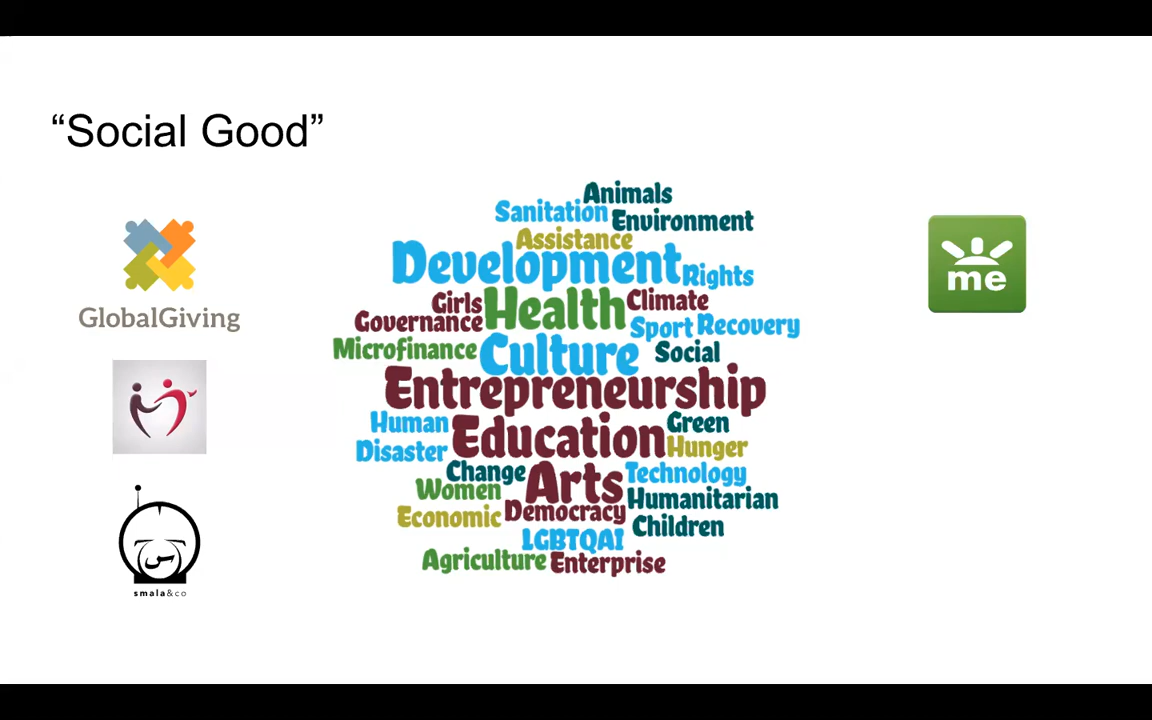 “Social Good”
GlobalGiving
س
smala&co
Animals
Sanitation
Environment
Assistance
Development
Rights
Girls
Health
Climate
Governance
Sport
Recovery
Microfinance
Culture
Social
Entrepreneurship
Human
Education
Green
Disaster
Hunger
Change
Arts
Technology
Women
Humanitarian
Economic
Democracy
Children
LGBTQAI
Agriculture
Enterprise
me